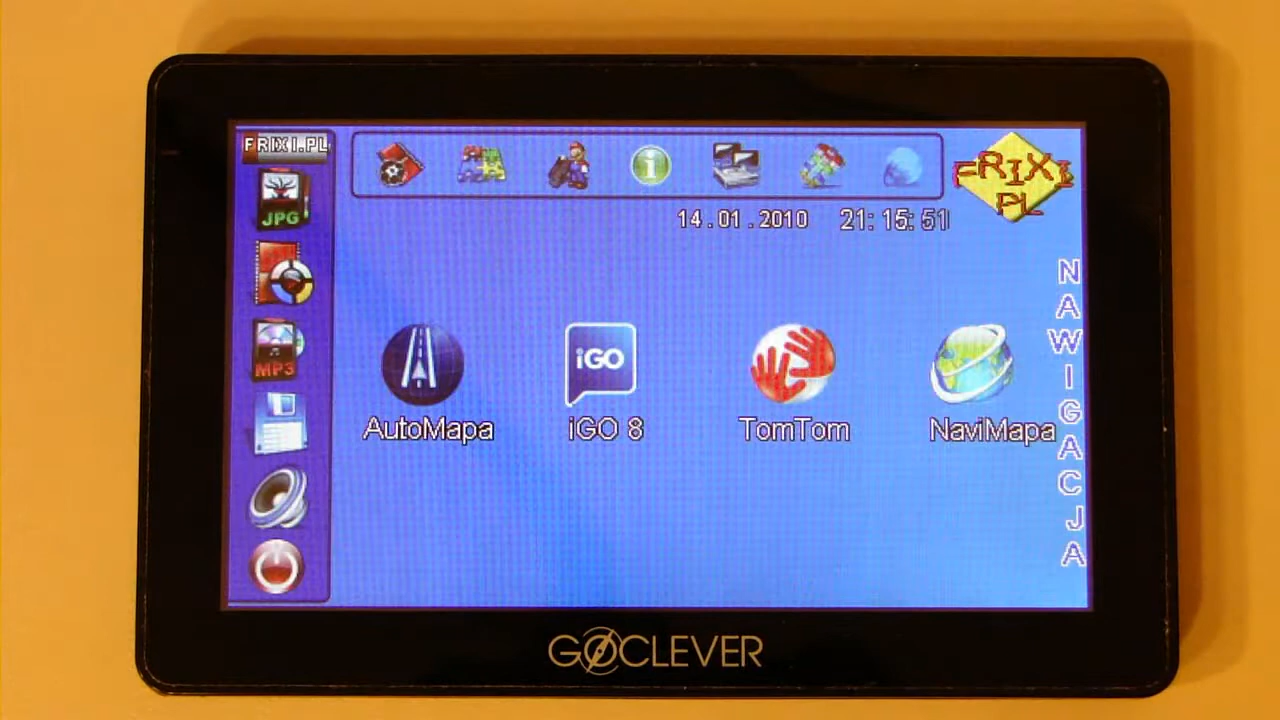 FRIXI.PL
JPG
MP3
14.01.2010 21:15:51
FRIXI
PL
iGO
AutoMapa
iGO 8
TomTom
NaviMapa
NAWIGACJA
GOCLEVER